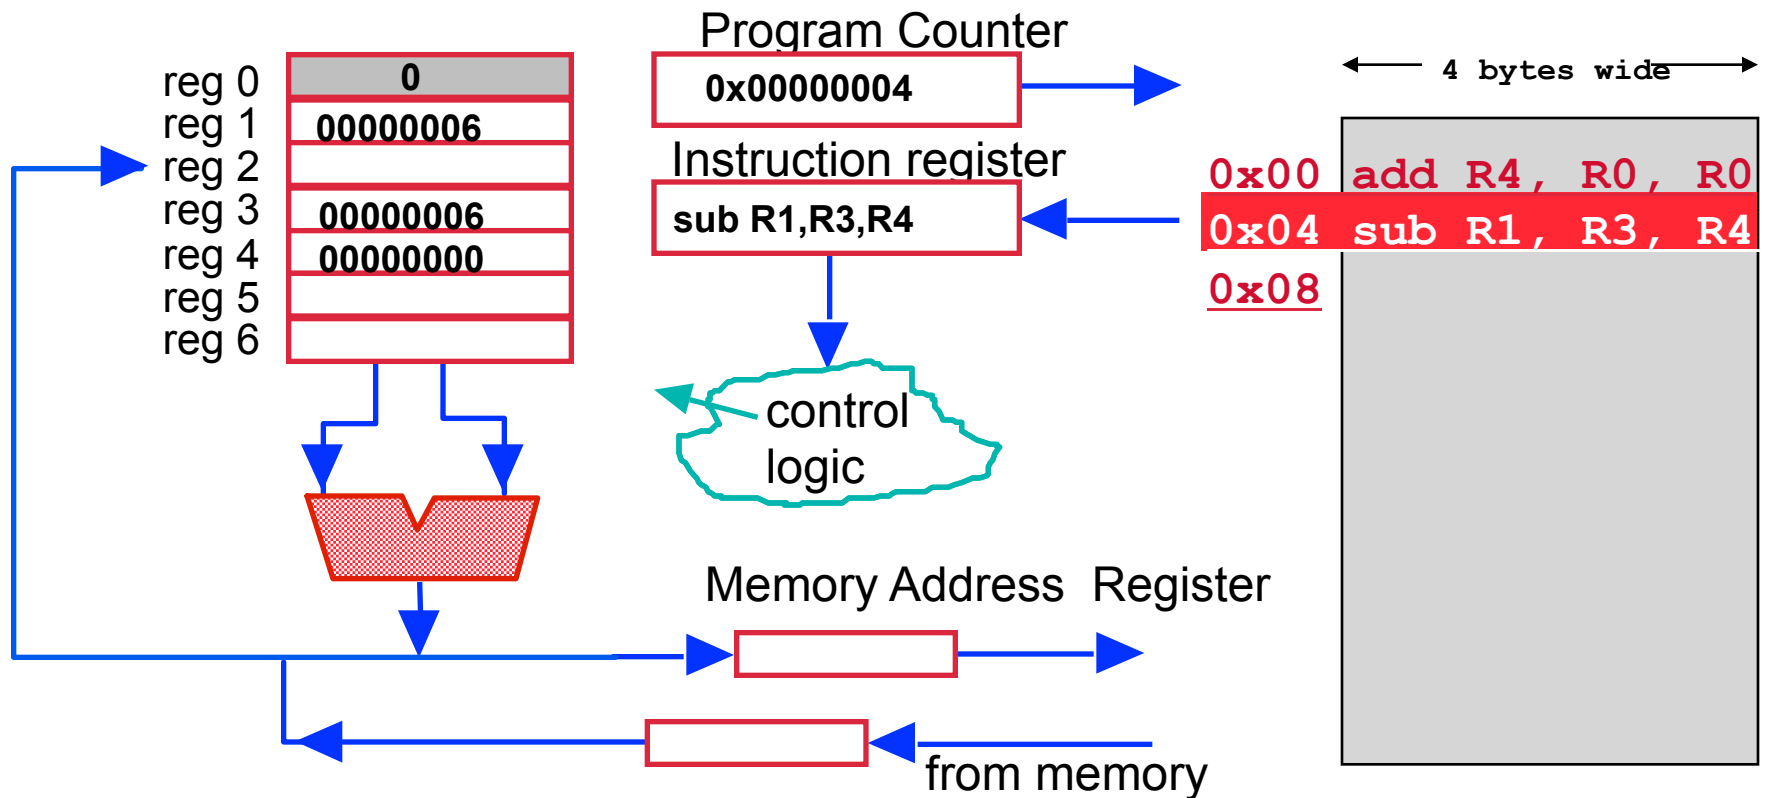 Program Counter
0x00000004
4 bytes wide
reg 0 0
reg 1 00000006
reg 2
reg 3 00000006
reg 4 00000000
reg 5
reg 6
Instruction register
sub R1,R3,R4
0x00 add R4, R0, R0
0x04 sub R1, R3, R4
0x08
control
logic
Memory Address Register
from memory